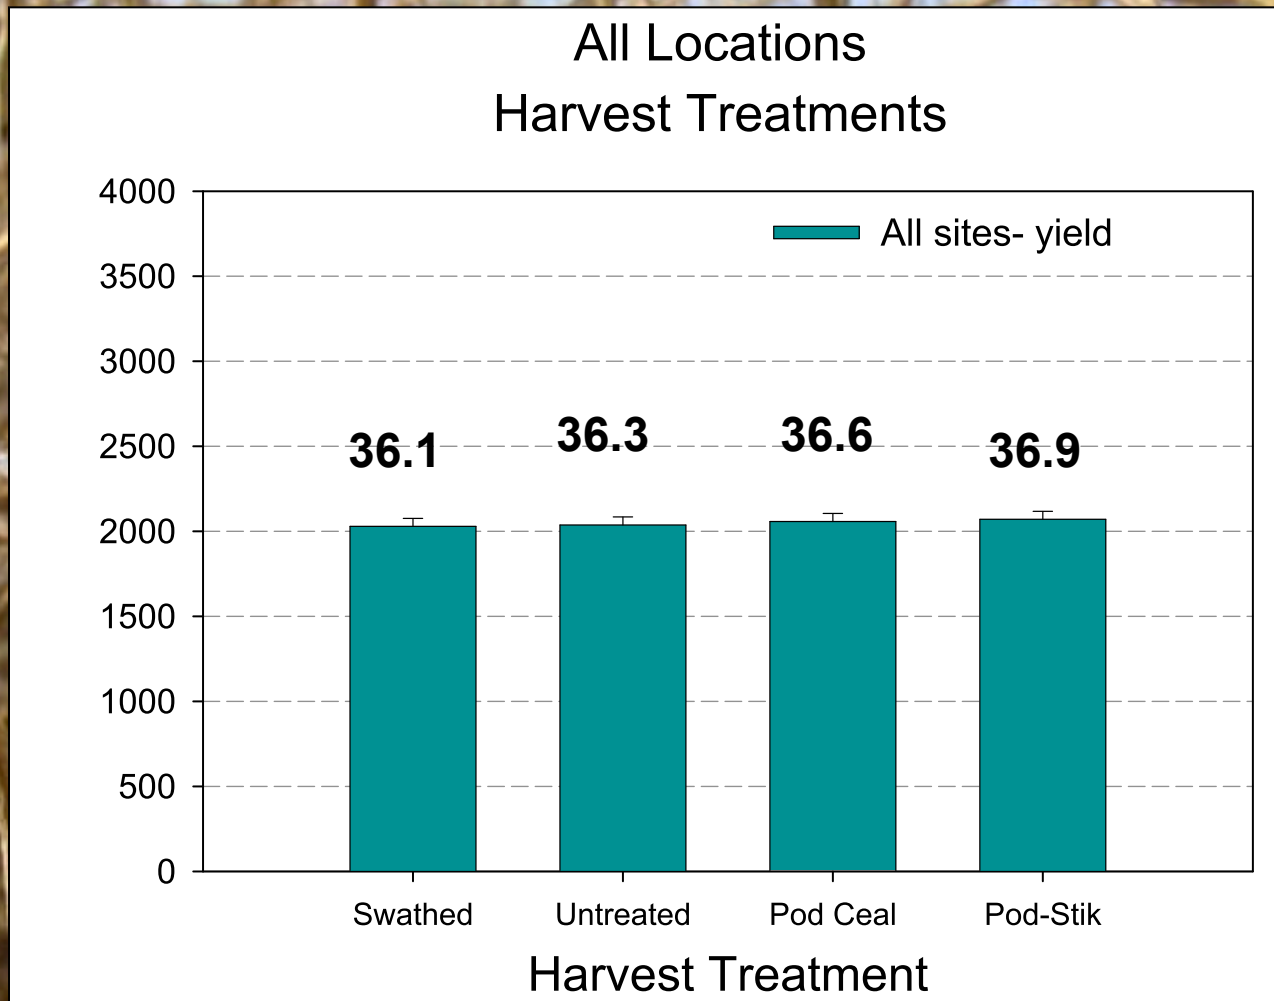 All Locations
Harvest Treatments
All sites- yield
4000
3500
3000
2500
2000
1500
1000
500
0
36.1
36.3
36.6
36.9
Swathed
Untreated
Pod Ceal
Pod-Stik
Harvest Treatment